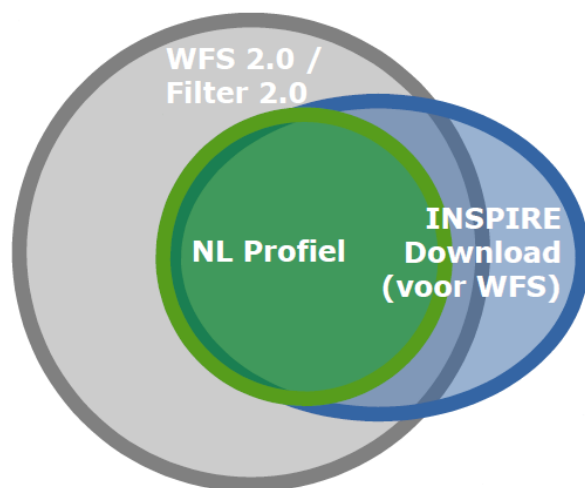 WFS 2.0 /
Filter 2.0
NL Profiel
INSPIRE
Download
(voor WFS)